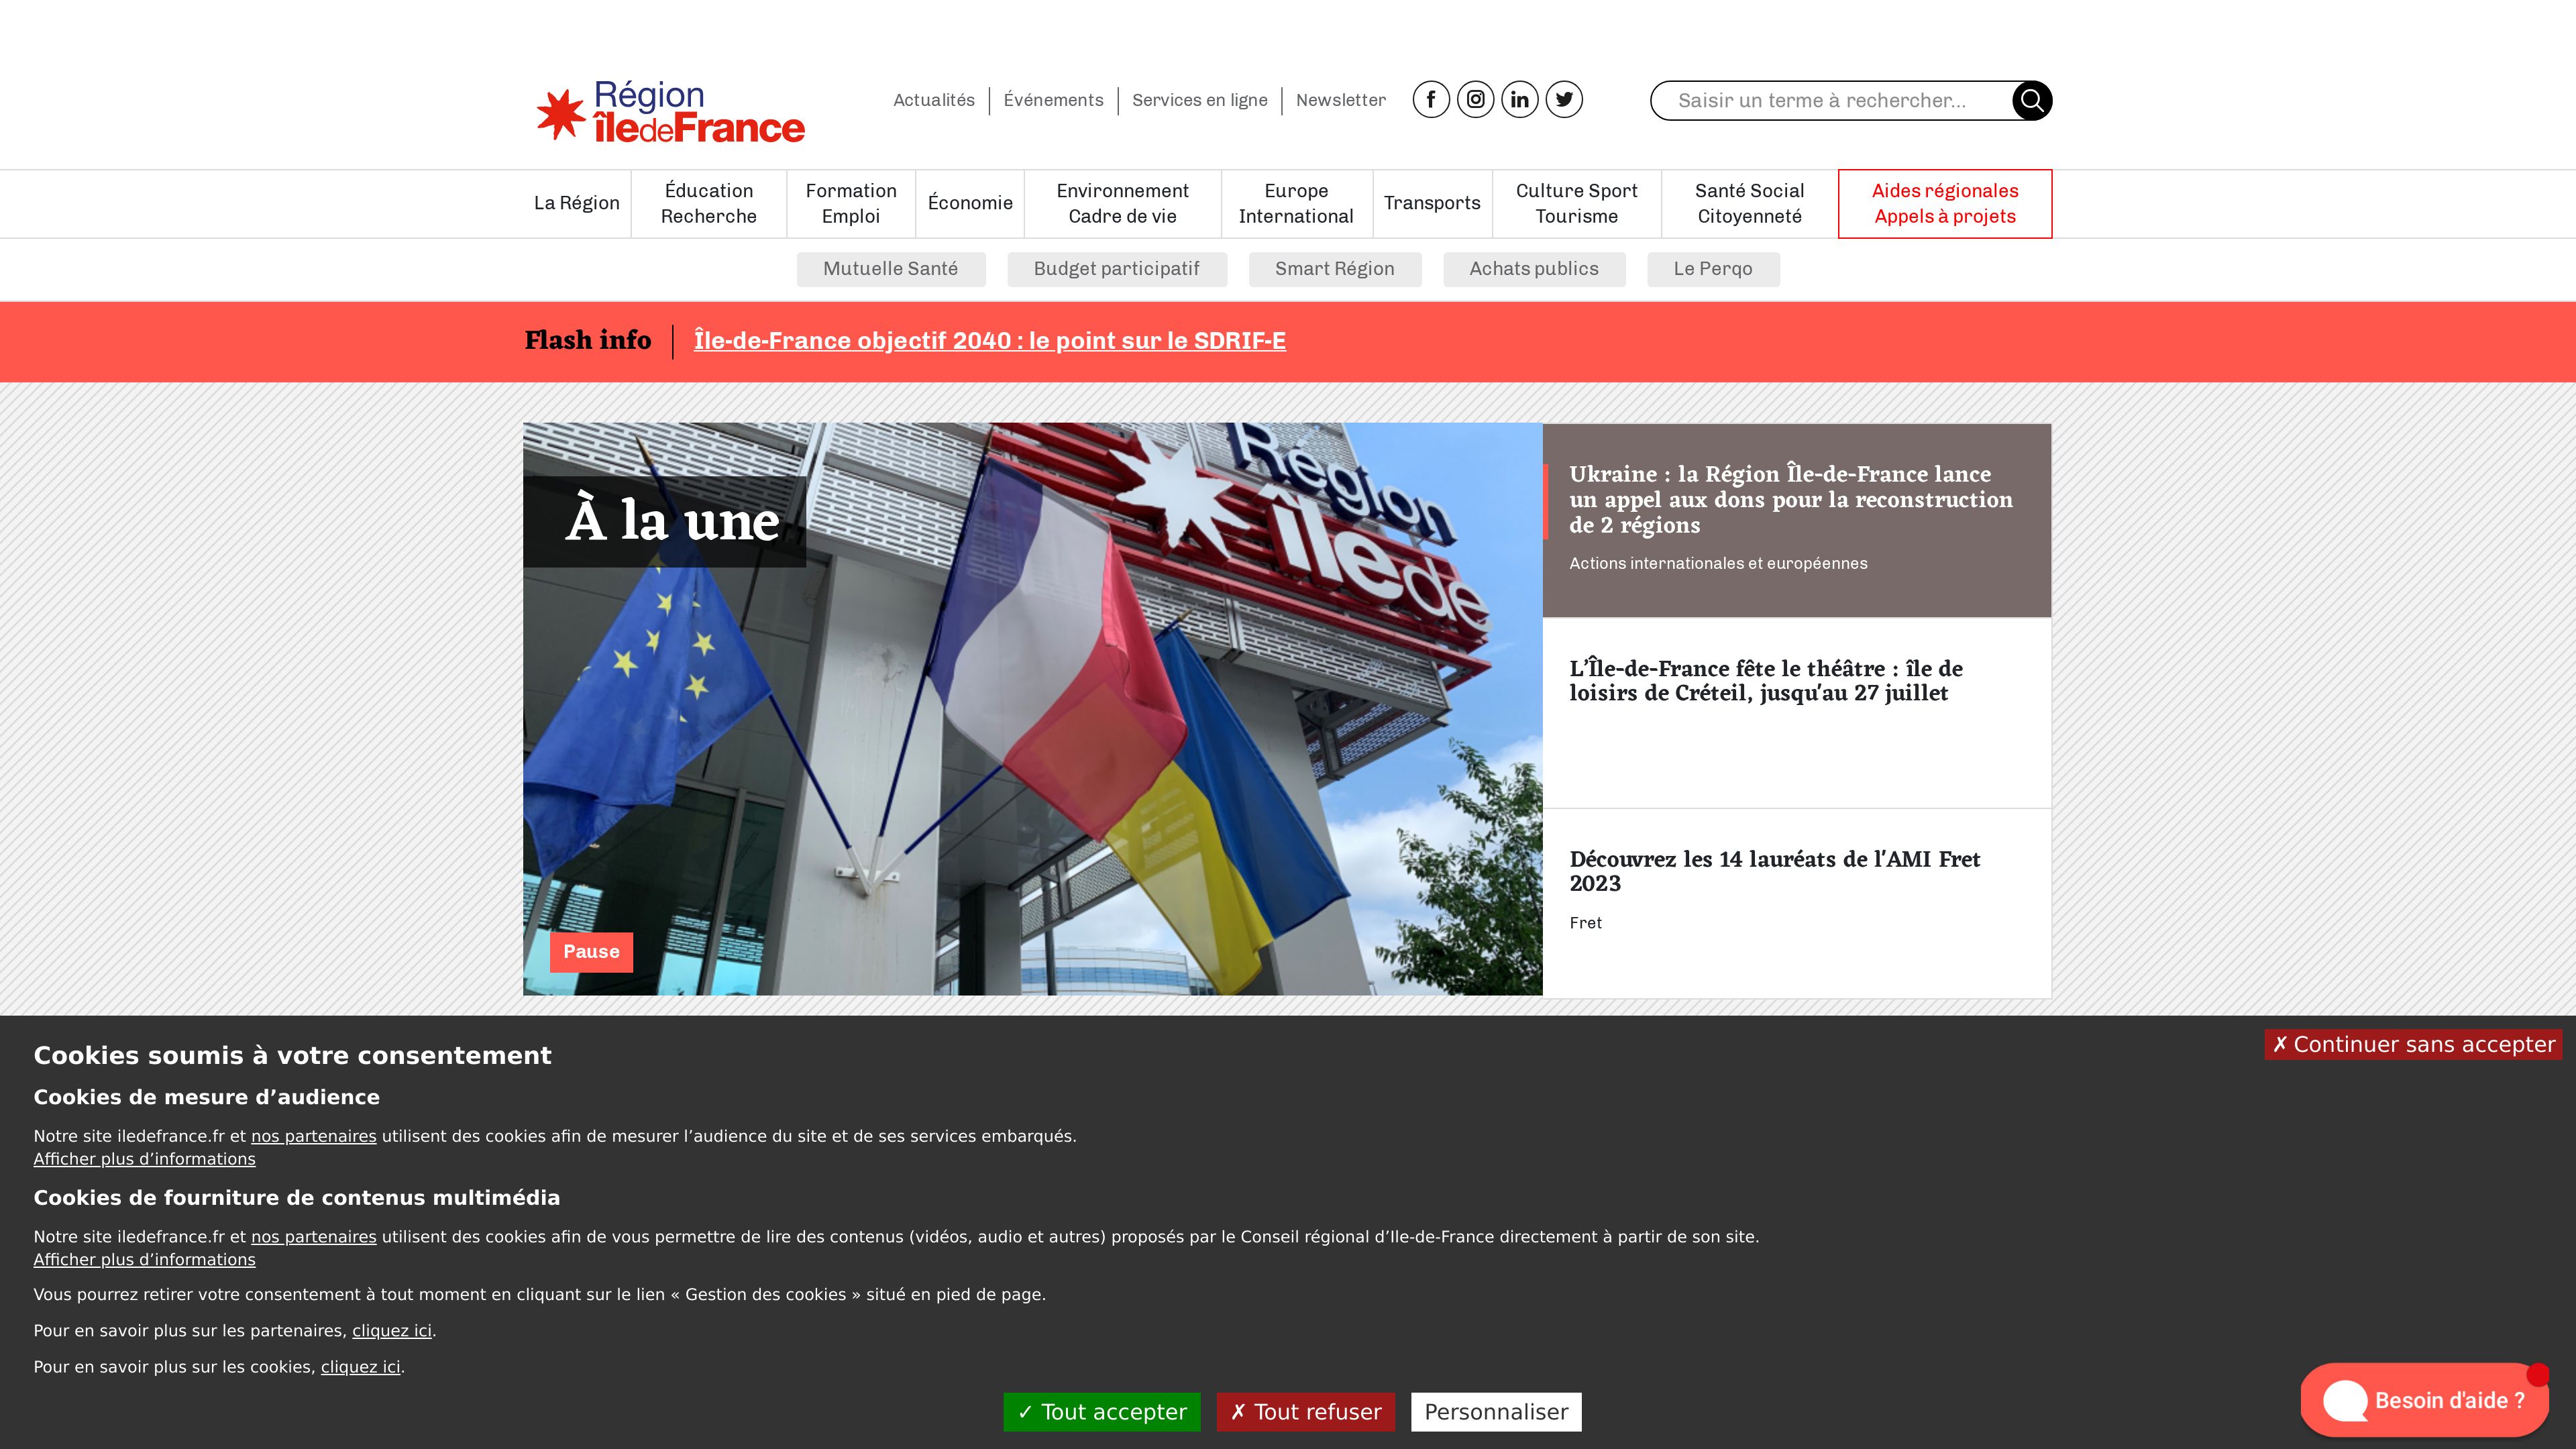 Région
île de France
Actualités
Événements
Services en ligne
Newsletter
Saisir un terme à rechercher...
La Région
Éducation
Recherche
Formation
Emploi
Économie
Environnement
Cadre de vie
Europe
International
Transports
Culture Sport
Tourisme
Santé Social
Citoyenneté
Aides régionales
Appels à projets
Mutuelle Santé
Budget participatif
Smart Région
Achats publics
Le Perqo
Flash info
Île-de-France objectif 2040 : le point sur le SDRIF-E
À la une
Région
île de
Pause
Ukraine : la Région Île-de-France lance
un appel aux dons pour la reconstruction
de 2 régions
Actions internationales et européennes
L’Île-de-France fête le théâtre : île de
loisirs de Créteil, jusqu'au 27 juillet
Découvrez les 14 lauréats de l'AMI Fret
2023
Fret
Cookies soumis à votre consentement
✗ Continuer sans accepter
Cookies de mesure d’audience
Notre site iledefrance.fr et nos partenaires utilisent des cookies afin de mesurer l’audience du site et de ses services embarqués.
Afficher plus d’informations
Cookies de fourniture de contenus multimédia
Notre site iledefrance.fr et nos partenaires utilisent des cookies afin de vous permettre de lire des contenus (vidéos, audio et autres) proposés par le Conseil régional d’Ile-de-France directement à partir de son site.
Afficher plus d’informations
Vous pourrez retirer votre consentement à tout moment en cliquant sur le lien « Gestion des cookies » situé en pied de page.
Pour en savoir plus sur les partenaires, cliquez ici.
Pour en savoir plus sur les cookies, cliquez ici.
✓ Tout accepter
✗ Tout refuser
Personnaliser
Besoin d'aide ?